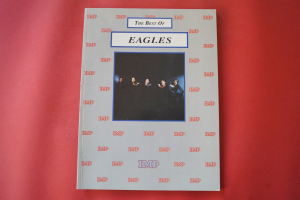 THE BEST OF
EAGLES
IMP